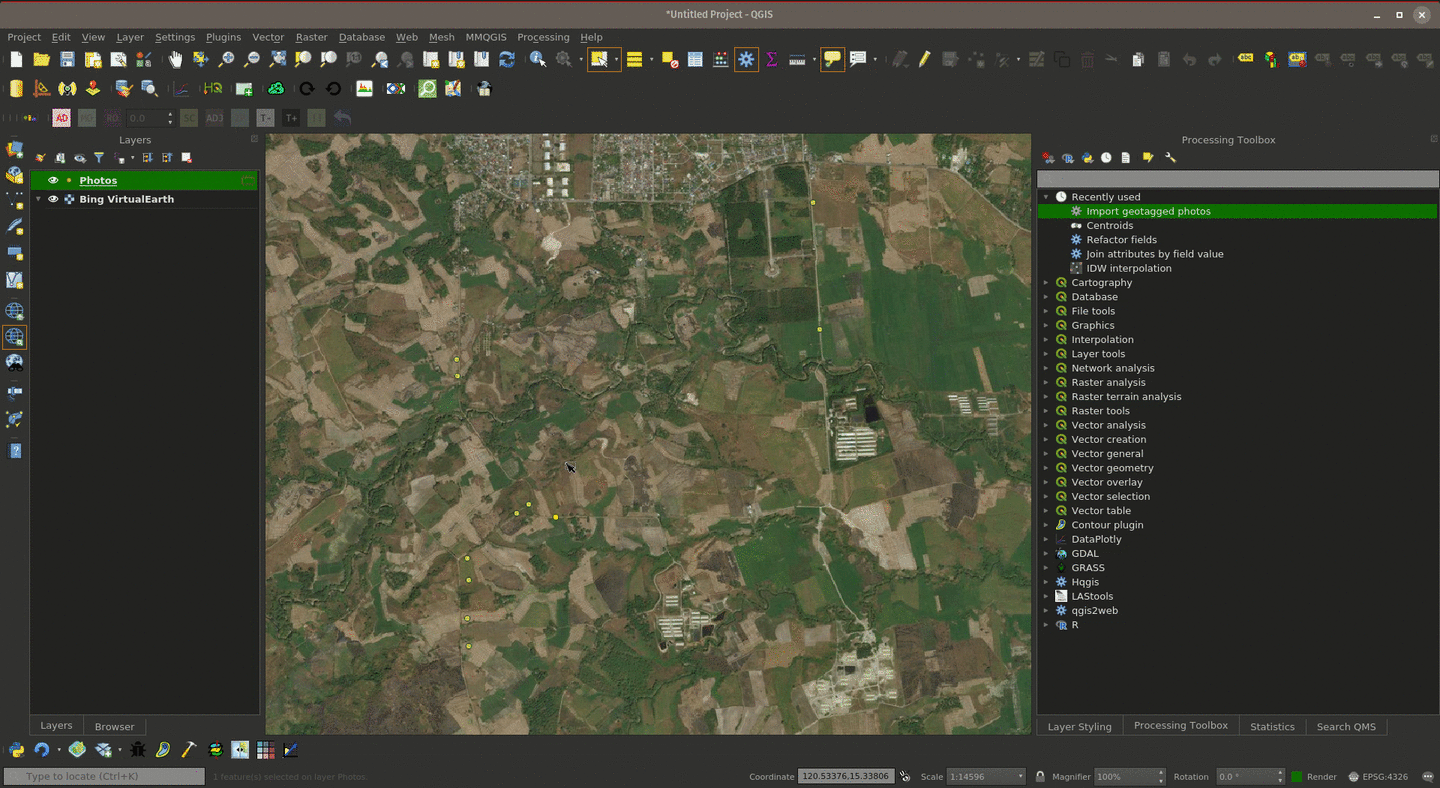 *Untitled Project - QGIS
Project Edit View Layer Settings Plugins Vector Raster Database Web Mesh MMQGIS Processing Help
HQ
AD MO RO 0.0 SC ADJ T- T+
Layers
Processing Toolbox
Photos
Bing VirtualEarth
Recently used
Import geotagged photos
Centroids
Refactor fields
Join attributes by field value
IDW interpolation
Cartography
Database
File tools
Graphics
Interpolation
Layer tools
Network analysis
Raster analysis
Raster terrain analysis
Raster tools
Vector analysis
Vector creation
Vector general
Vector geometry
Vector overlay
Vector selection
Vector table
Contour plugin
DataPlotly
GDAL
GRASS
Hqgis
LAStools
qgis2web
R
Layers Browser
Layer Styling Processing Toolbox Statistics Search QMS
Type to locate (Ctrl+K) 1 feature(s) selected on layer Photos. Coordinate 120.53376,15.33806 Scale 1:14596 Magnifier 100% Rotation 0.0 ° Render EPSG:4326